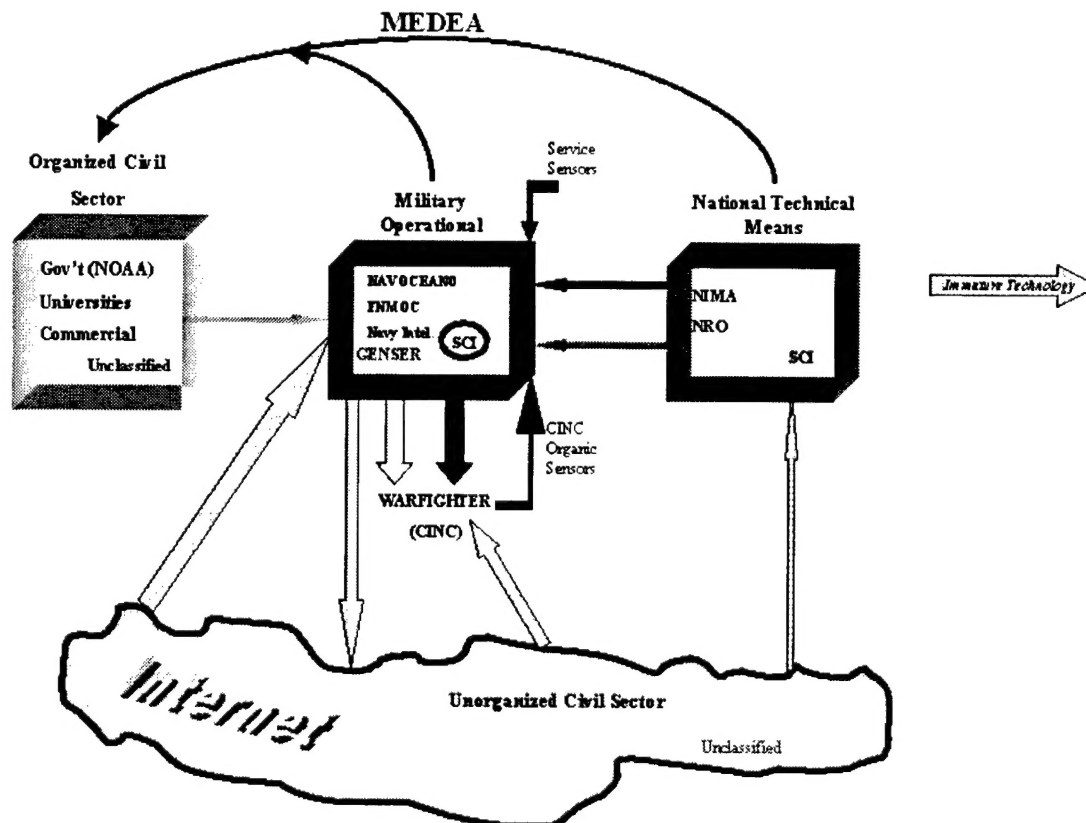 MEDEA
Organized Civil
Sector
Gov't (NOAA)
Universities
Commercial
Unclassified
Military
Operational
NAVOCEANO
FNMOC
Navy Intel.
GENSER
SCI
Service
Sensors
National Technical
Means
NIMA
NRO
SCI
Immature Technology
CINC
Organic
Sensors
WARFIGHTER
(CINC)
Internet
Unorganized Civil Sector
Unclassified